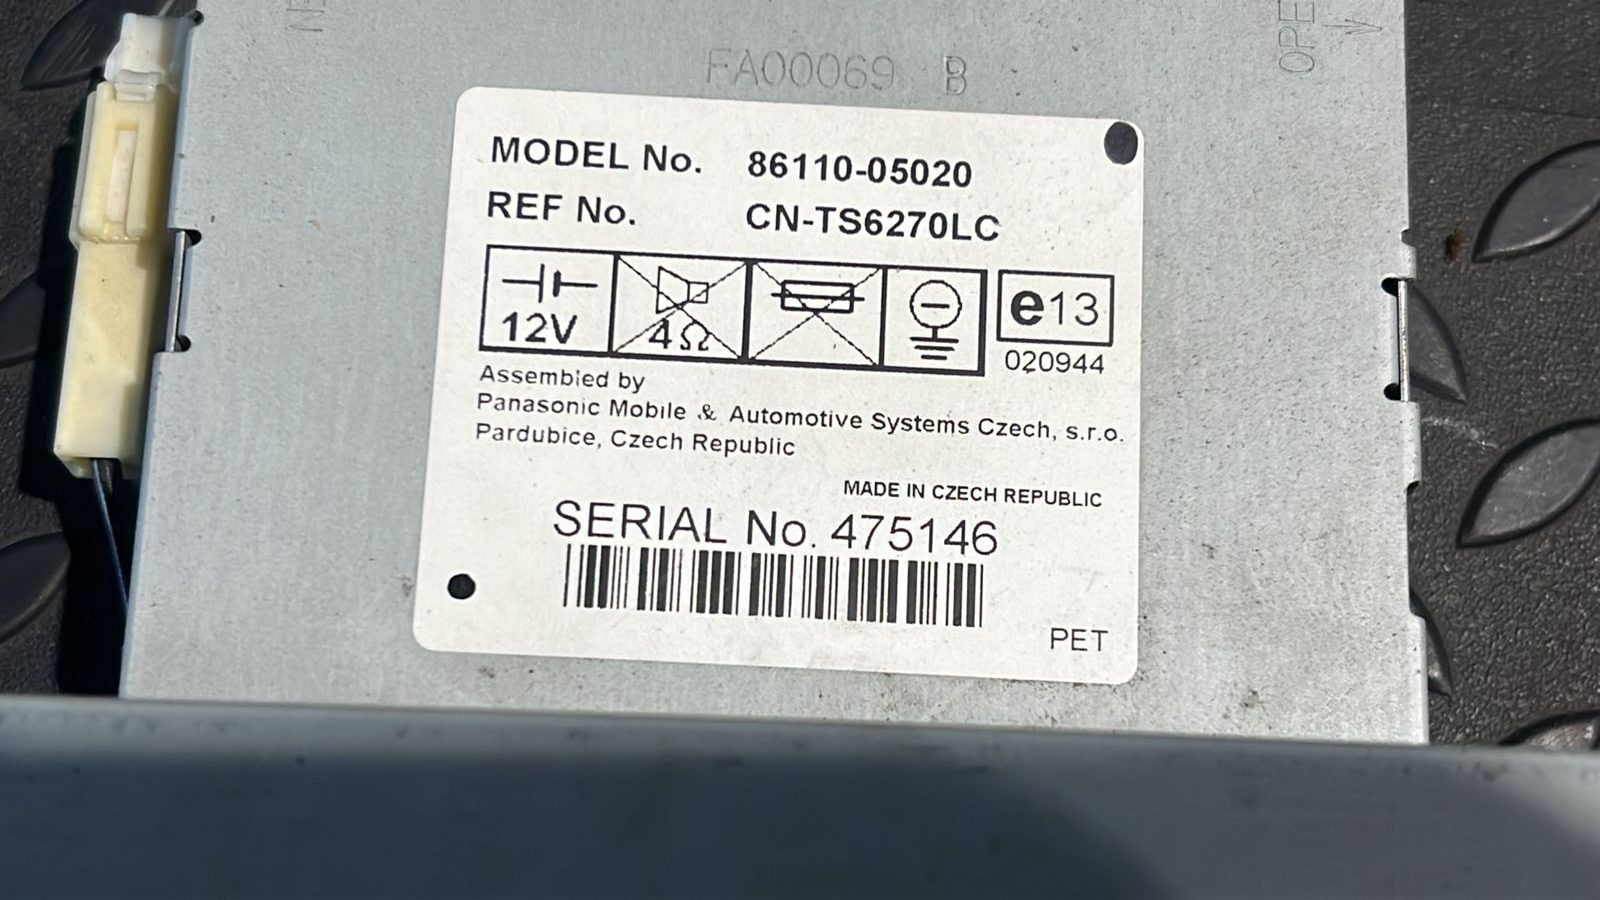 FA00069 B
OPE
MODEL No. 86110-05020
REF No. CN-TS6270LC
12V
4Ω
e13
020944
Assembled by
Panasonic Mobile & Automotive Systems Czech, s.r.o.
Pardubice, Czech Republic
MADE IN CZECH REPUBLIC
SERIAL No. 475146
PET